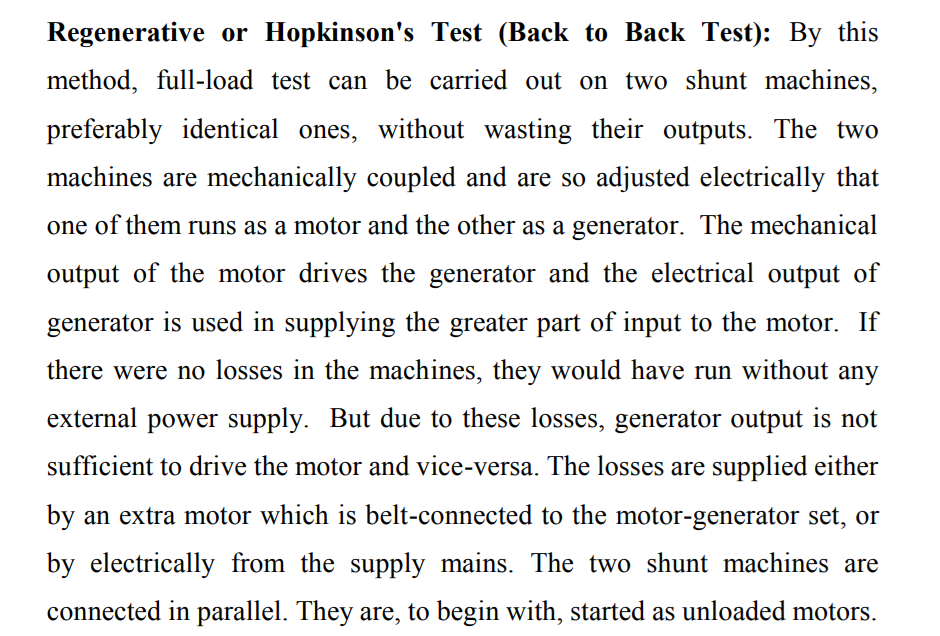 Regenerative or Hopkinson's Test (Back to Back Test): By this
method, full-load test can be carried out on two shunt machines,
preferably identical ones, without wasting their outputs. The two
machines are mechanically coupled and are so adjusted electrically that
one of them runs as a motor and the other as a generator. The mechanical
output of the motor drives the generator and the electrical output of
generator is used in supplying the greater part of input to the motor. If
there were no losses in the machines, they would have run without any
external power supply. But due to these losses, generator output is not
sufficient to drive the motor and vice-versa. The losses are supplied either
by an extra motor which is belt-connected to the motor-generator set, or
by electrically from the supply mains. The two shunt machines are
connected in parallel. They are, to begin with, started as unloaded motors.